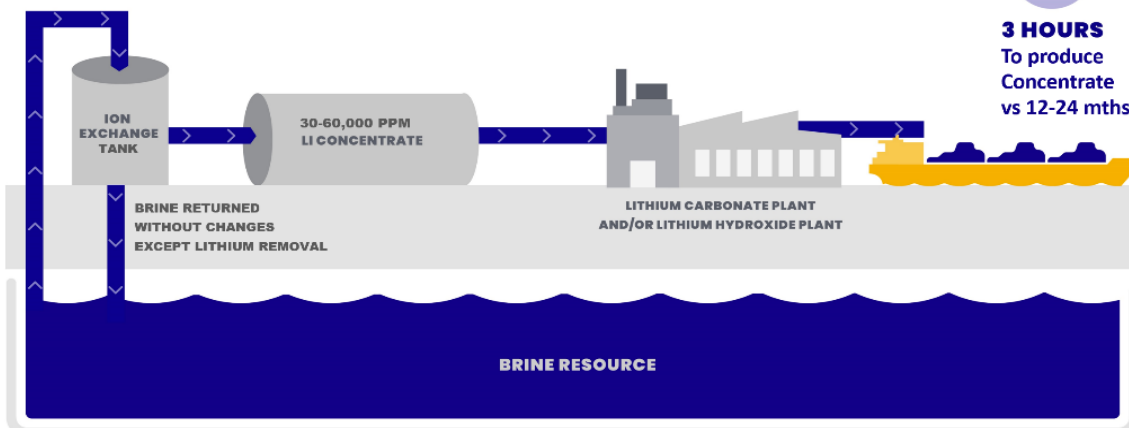 3 HOURS
To produce
Concentrate
vs 12-24 mths
ION
EXCHANGE
TANK
30-60,000 PPM
LI CONCENTRATE
BRINE RETURNED
WITHOUT CHANGES
EXCEPT LITHIUM REMOVAL
LITHIUM CARBONATE PLANT
AND/OR LITHIUM HYDROXIDE PLANT
BRINE RESOURCE